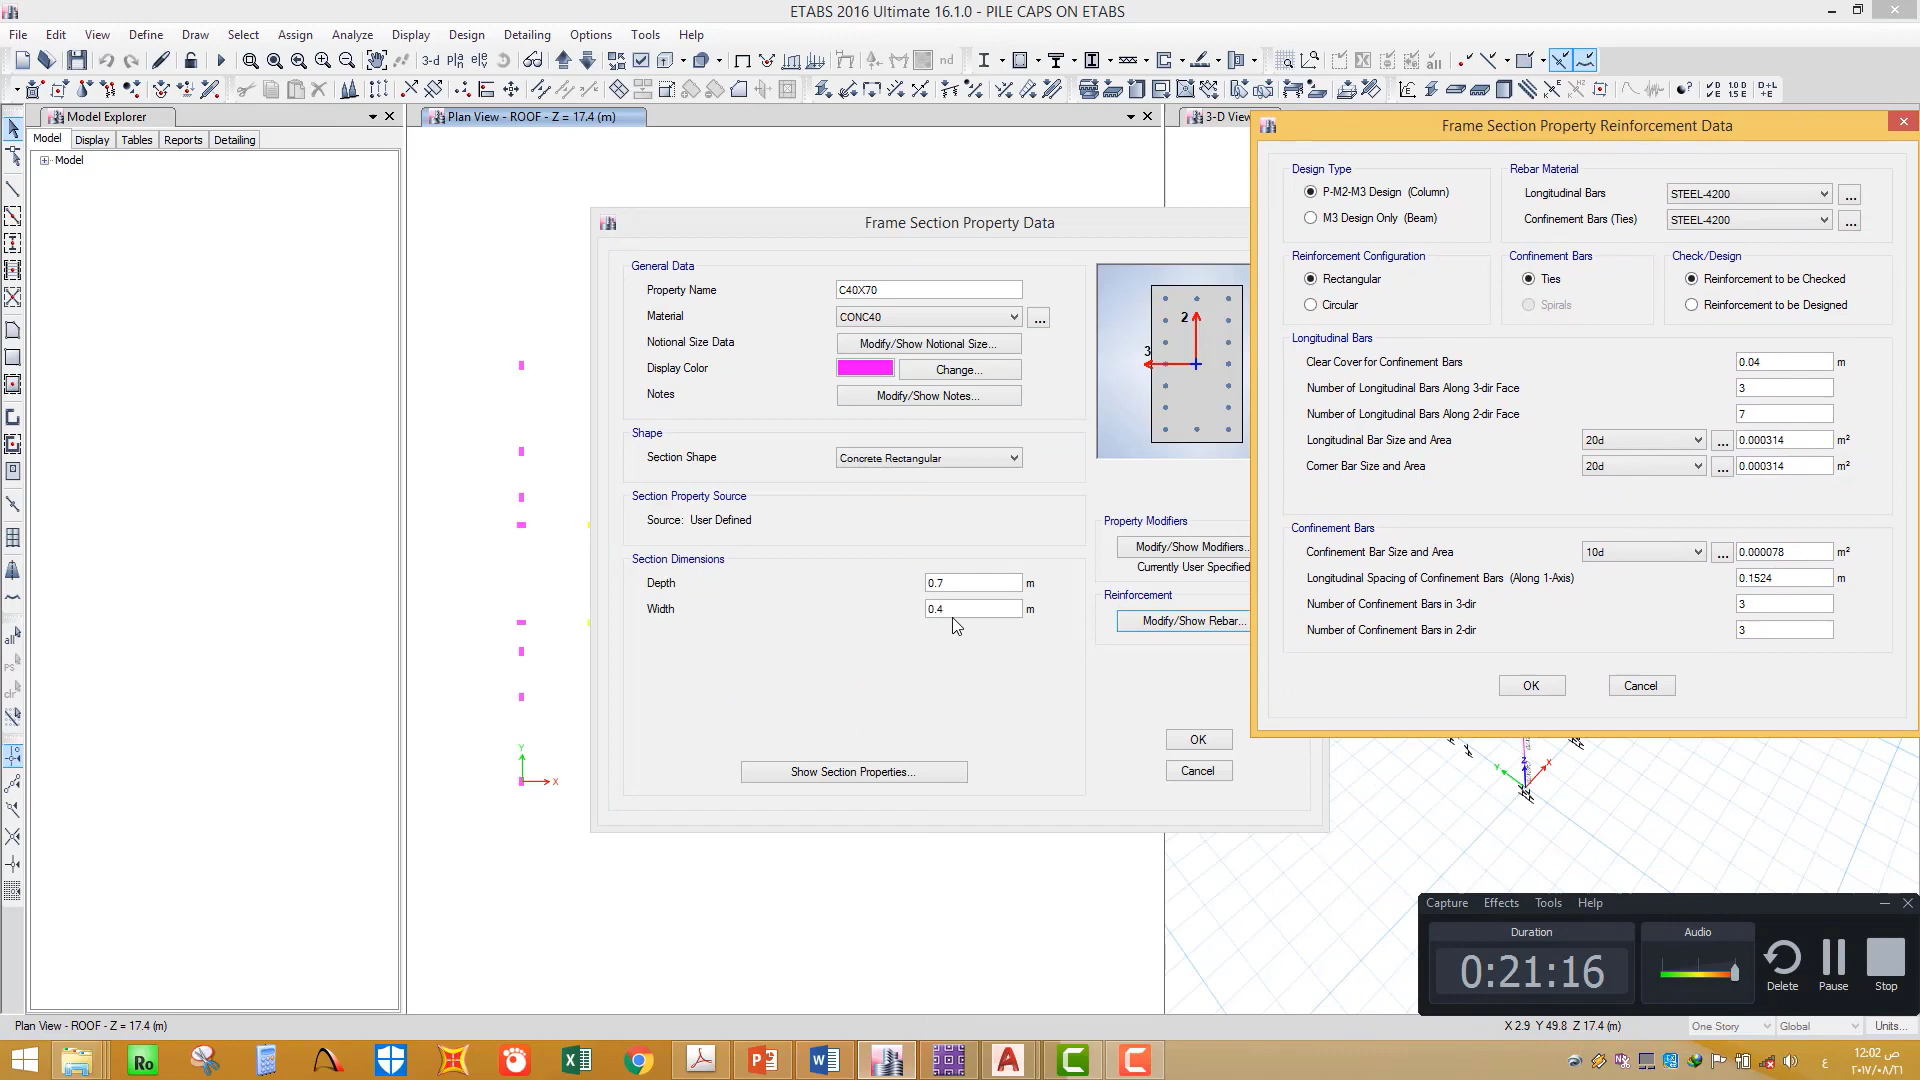 ETABS 2016 Ultimate 16.1.0 - PILE CAPS ON ETABS
File Edit View Define Draw Select Assign Analyze Display Design Detailing Options Tools Help
3-d
nd
all
Model Explorer
Plan View - ROOF - Z = 17.4 (m)
3-D View
Model Display Tables Reports Detailing
Model
Frame Section Property Data
General Data
Property Name C40X70
Material CONC40 ...
Notional Size Data Modify/Show Notional Size...
Display Color Change...
Notes Modify/Show Notes...
Shape
Section Shape Concrete Rectangular
Section Property Source
Source: User Defined
Section Dimensions
Depth 0.7 m
Width 0.4 m
Show Section Properties...
2
3
Property Modifiers
Modify/Show Modifiers...
Currently User Specified
Reinforcement
Modify/Show Rebar...
OK
Cancel
Frame Section Property Reinforcement Data
Design Type
P-M2-M3 Design (Column)
M3 Design Only (Beam)
Rebar Material
Longitudinal Bars STEEL-4200 ...
Confinement Bars (Ties) STEEL-4200 ...
Reinforcement Configuration
Rectangular
Circular
Confinement Bars
Ties
Spirals
Check/Design
Reinforcement to be Checked
Reinforcement to be Designed
Longitudinal Bars
Clear Cover for Confinement Bars 0.04 m
Number of Longitudinal Bars Along 3-dir Face 3
Number of Longitudinal Bars Along 2-dir Face 7
Longitudinal Bar Size and Area 20d ... 0.000314 m²
Corner Bar Size and Area 20d ... 0.000314 m²
Confinement Bars
Confinement Bar Size and Area 10d ... 0.000078 m²
Longitudinal Spacing of Confinement Bars (Along 1-Axis) 0.1524 m
Number of Confinement Bars in 3-dir 3
Number of Confinement Bars in 2-dir 3
OK Cancel
Y
X
Y Z X
all
ps
clr
Capture Effects Tools Help
Duration
0:21:16
Audio
Delete Pause Stop
Plan View - ROOF - Z = 17.4 (m)
X 2.9 Y 49.8 Z 17.4 (m)
One Story Global Units...
Ro
ع
12:02 ص
٢٠١٧/٠٨/٢١